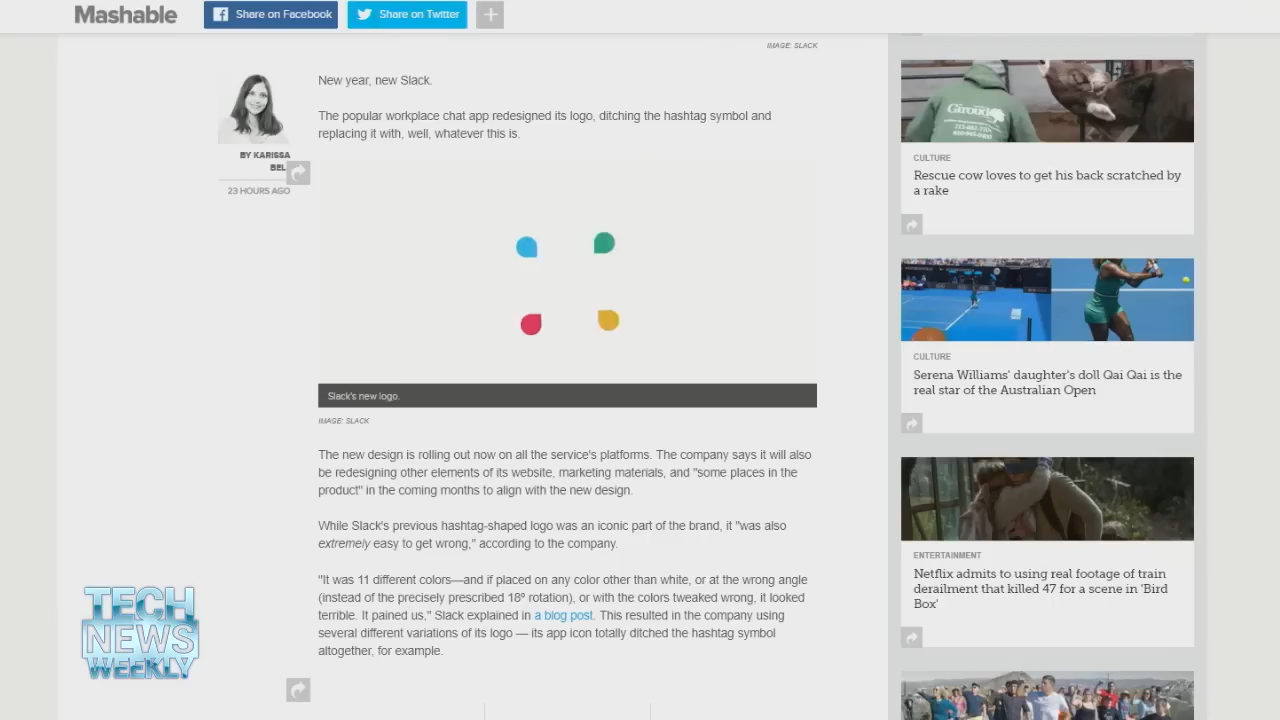 Mashable
Share on Facebook
Share on Twitter
IMAGE: SLACK
New year, new Slack.
The popular workplace chat app redesigned its logo, ditching the hashtag symbol and
replacing it with, well, whatever this is.
BY KARISSA
23 HOURS AGO
Slack's new logo.
IMAGE: SLACK
The new design is rolling out now on all the service's platforms. The company says it will also
be redesigning other elements of its website, marketing materials, and "some places in the
product" in the coming months to align with the new design.
While Slack's previous hashtag-shaped logo was an iconic part of the brand, it "was also
extremely easy to get wrong," according to the company.
"It was 11 different colors—and if placed on any color other than white, or at the wrong angle
(instead of the precisely prescribed 18º rotation), or with the colors tweaked wrong, it looked
terrible. It pained us," Slack explained in a blog post. This resulted in the company using
several different variations of its logo — its app icon totally ditched the hashtag symbol
altogether, for example.
Giroud
CULTURE
Rescue cow loves to get his back scratched by
a rake
CULTURE
Serena Williams' daughter's doll Qai Qai is the
real star of the Australian Open
ENTERTAINMENT
Netflix admits to using real footage of train
derailment that killed 47 for a scene in 'Bird
Box'
TECH
NEWS
WEEKLY